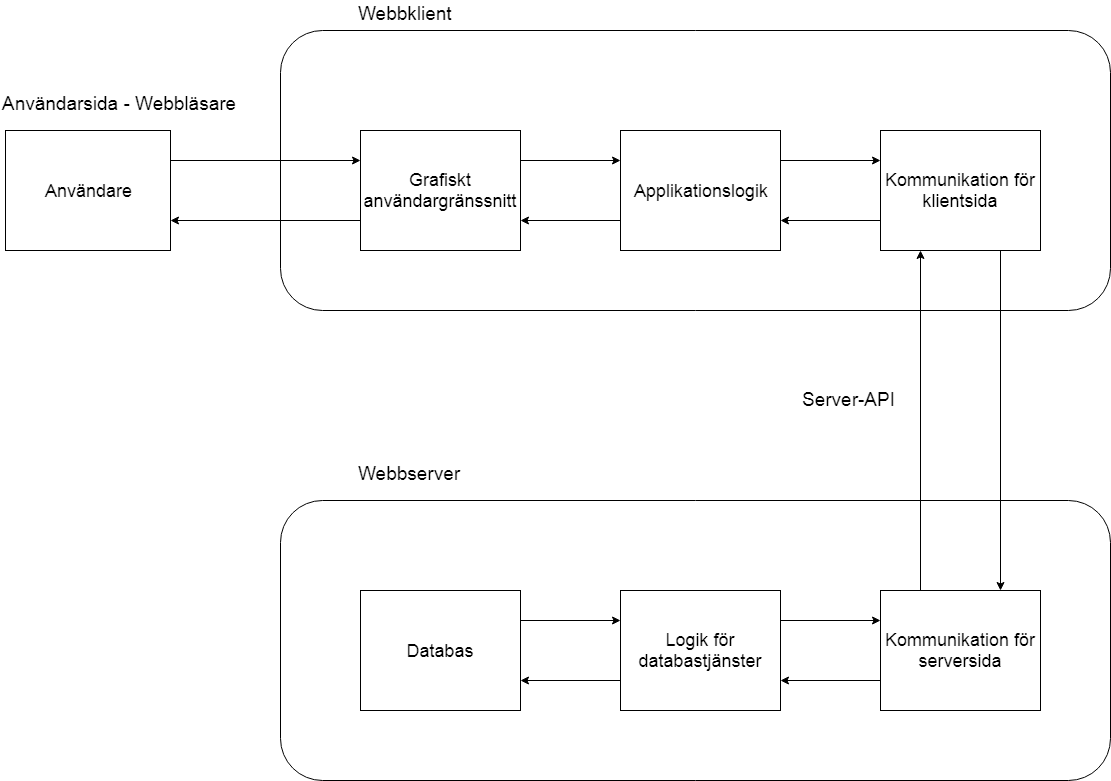 Webbklient
Användarsida - Webbläsare
Användare
Grafiskt
användargränssnitt
Applikationslogik
Kommunikation för
klientsida
Server-API
Webbserver
Databas
Logik för
databastjänster
Kommunikation för
serversida